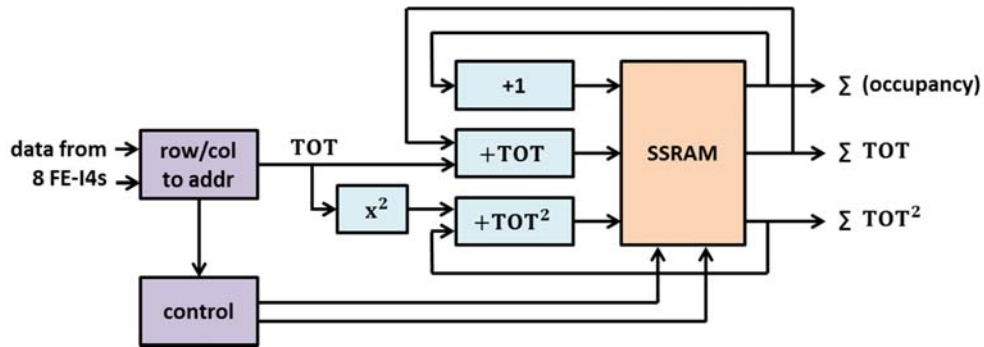 +1
∑ (occupancy)
data from
8 FE-I4s
row/col
to addr
TOT
+TOT
SSRAM
∑ TOT
x²
+TOT²
∑ TOT²
control